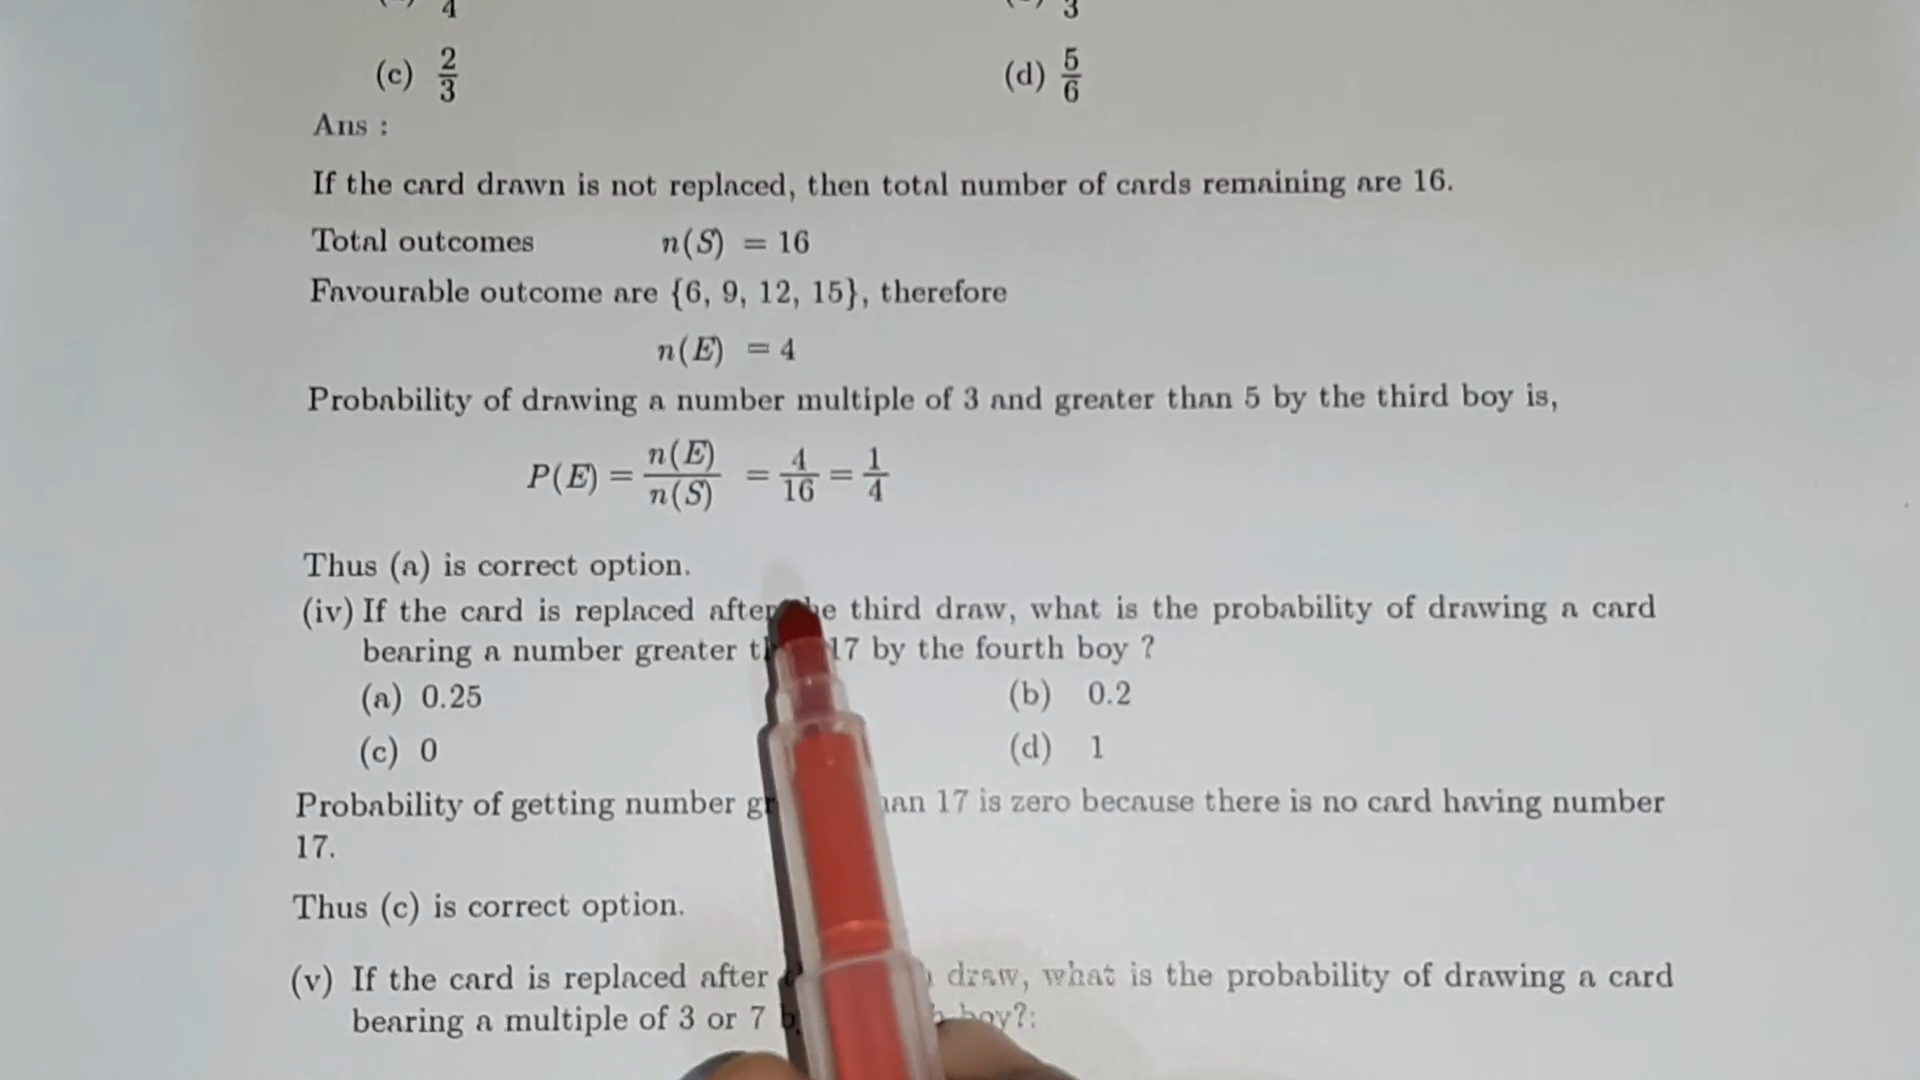 4 3
(c) 2/3 (d) 5/6
Ans :
If the card drawn is not replaced, then total number of cards remaining are 16.
Total outcomes n(S) = 16
Favourable outcome are {6, 9, 12, 15}, therefore
n(E) = 4
Probability of drawing a number multiple of 3 and greater than 5 by the third boy is,
P(E) = n(E)/n(S) = 4/16 = 1/4
Thus (a) is correct option.
(iv) If the card is replaced after third draw, what is the probability of drawing a card
bearing a number greater 17 by the fourth boy ?
(a) 0.25 (b) 0.2
(c) 0 (d) 1
Probability of getting number 17 is zero because there is no card having number
17.
Thus (c) is correct option.
(v) If the card is replaced after draw, what is the probability of drawing a card
bearing a multiple of 3 or 7 boy?: